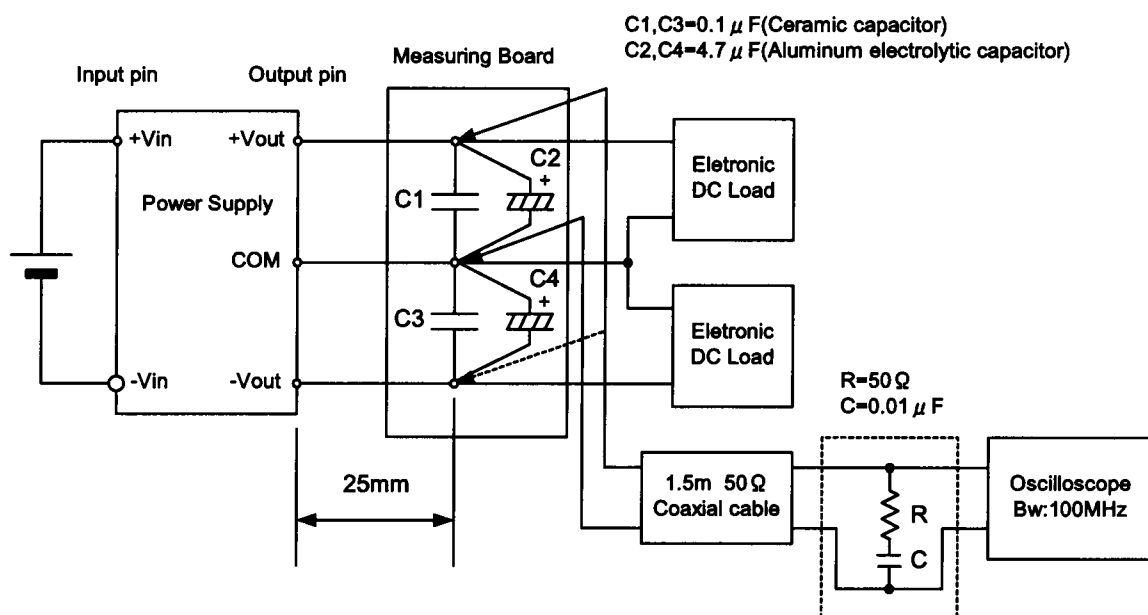 C1,C3=0.1 μ F(Ceramic capacitor)
C2,C4=4.7 μ F(Aluminum electrolytic capacitor)
Measuring Board
Input pin
Output pin
+Vin
+Vout
Power Supply
COM
-Vin
-Vout
C1
C2
+
C3
C4
+
Eletronic
DC Load
Eletronic
DC Load
25mm
R=50Ω
C=0.01 μ F
1.5m 50Ω
Coaxial cable
R
C
Oscilloscope
Bw:100MHz